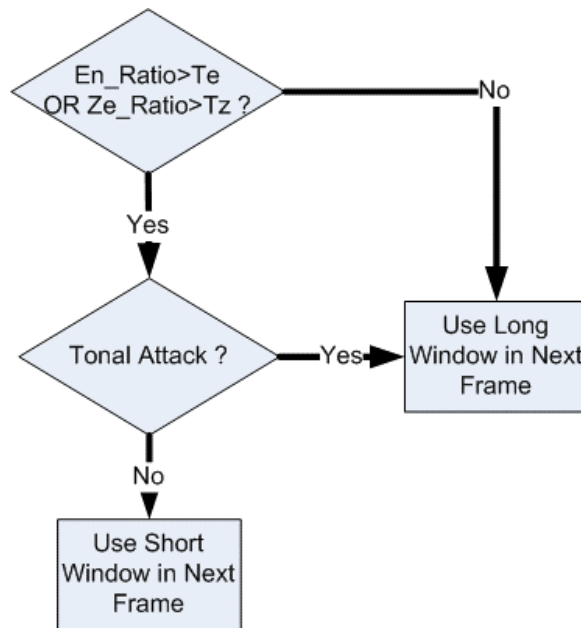 En_Ratio>Te
OR Ze_Ratio>Tz ?
No
Yes
Use Long
Window in Next
Frame
Tonal Attack ?
Yes
No
Use Short
Window in Next
Frame